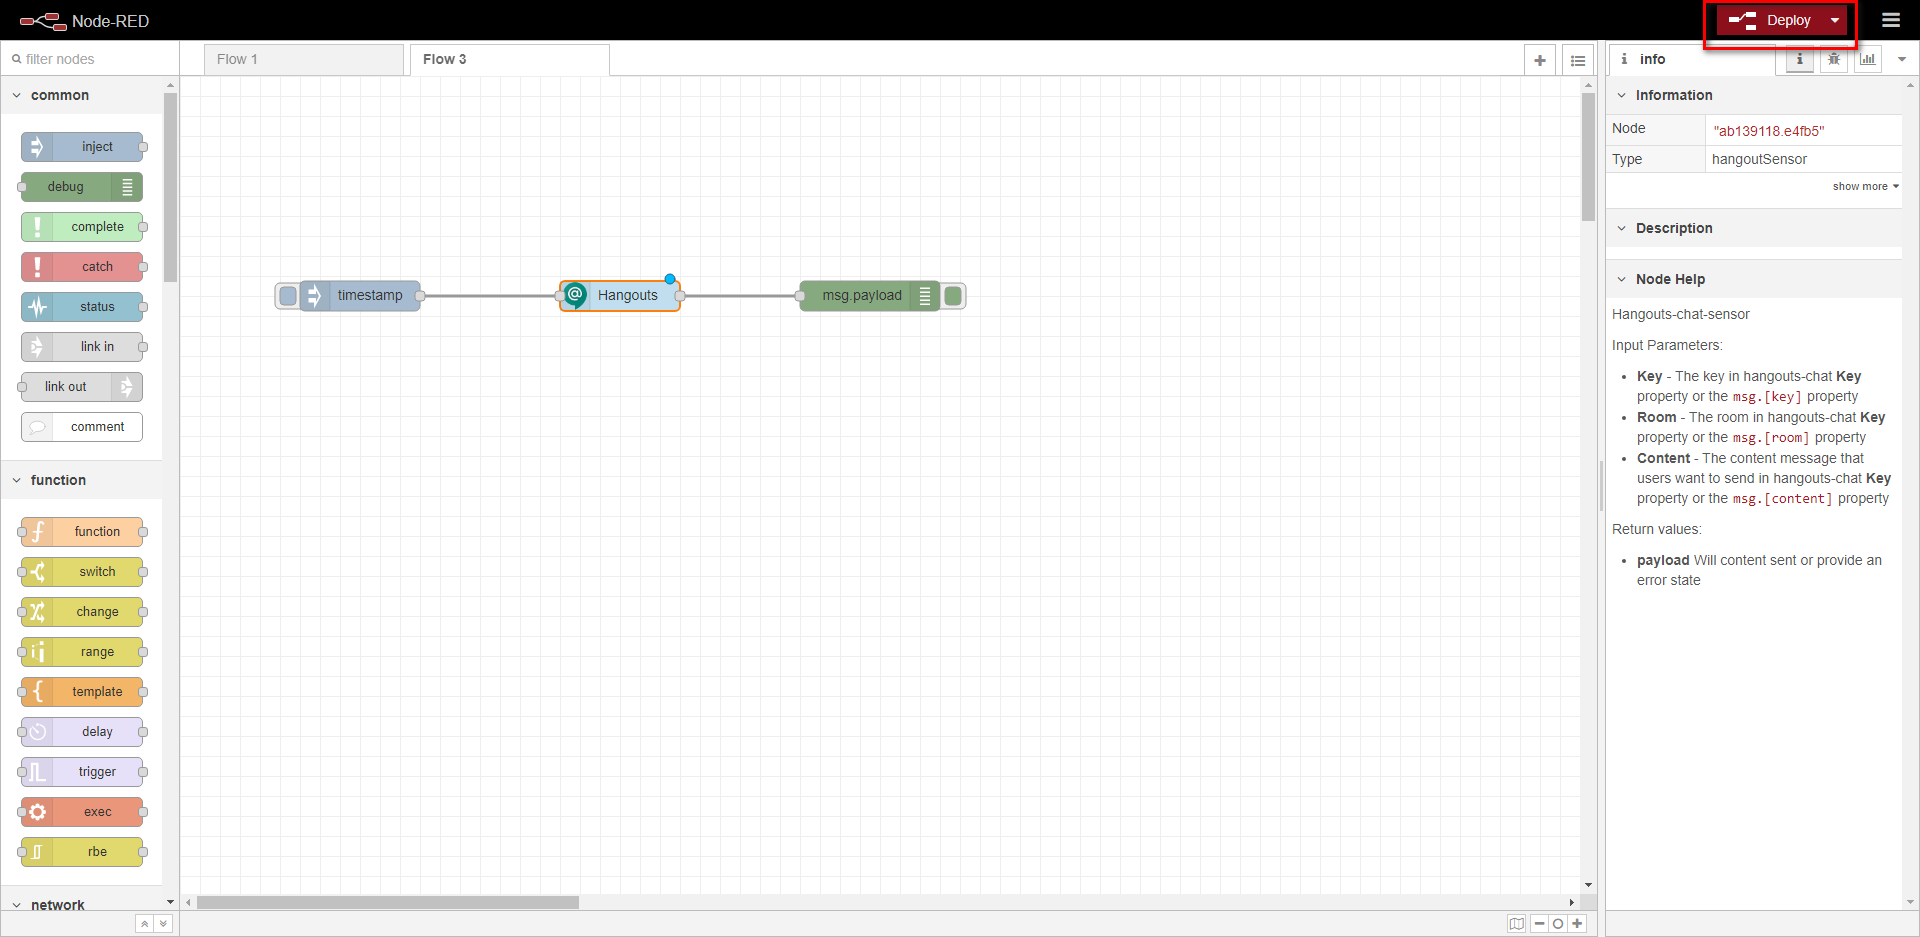 Node-RED
Deploy
filter nodes
Flow 1
Flow 3
info
common
inject
debug
complete
catch
status
link in
link out
comment
function
function
switch
change
range
template
delay
trigger
exec
rbe
network
timestamp
Hangouts
msg.payload
Information
Node "ab139118.e4fb5"
Type hangoutSensor
show more
Description
Node Help
Hangouts-chat-sensor
Input Parameters:
Key - The key in hangouts-chat Key
property or the msg.[key] property
Room - The room in hangouts-chat Key
property or the msg.[room] property
Content - The content message that
users want to send in hangouts-chat Key
property or the msg.[content] property
Return values:
payload Will content sent or provide an
error state